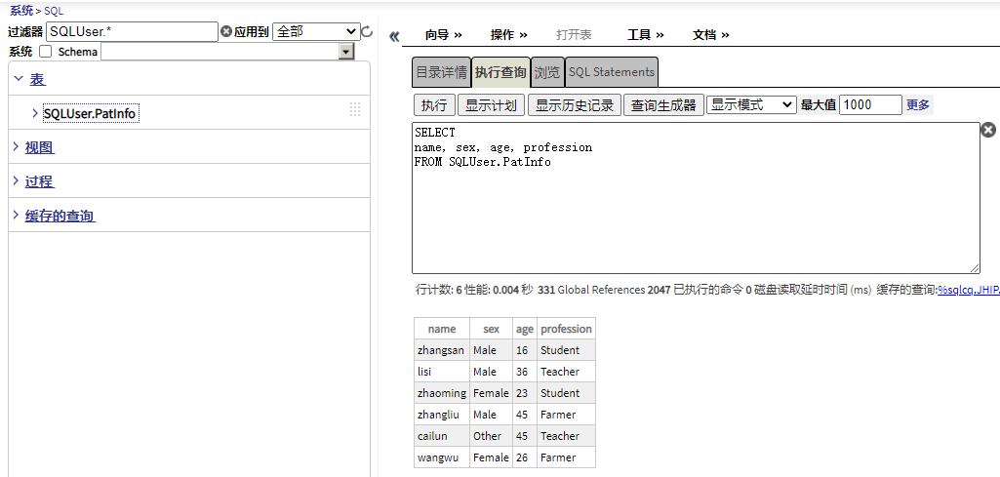 系统 > SQL
过滤器 SQLUser.* 应用到 全部
系统 Schema
表
SQLUser.PatInfo
视图
过程
缓存的查询
向导 » 操作 » 打开表 工具 » 文档 »
目录详情 执行查询 浏览 SQL Statements
执行 显示计划 显示历史记录 查询生成器 显示模式 最大值 1000 更多
SELECT
name, sex, age, profession
FROM SQLUser.PatInfo
行计数: 6 性能: 0.004 秒 331 Global References 2047 已执行的命令 0 磁盘读取延时时间 (ms) 缓存的查询:%sqlcq.JHIP.
name sex age profession
zhangsan Male 16 Student
lisi Male 36 Teacher
zhaoming Female 23 Student
zhangliu Male 45 Farmer
cailun Other 45 Teacher
wangwu Female 26 Farmer